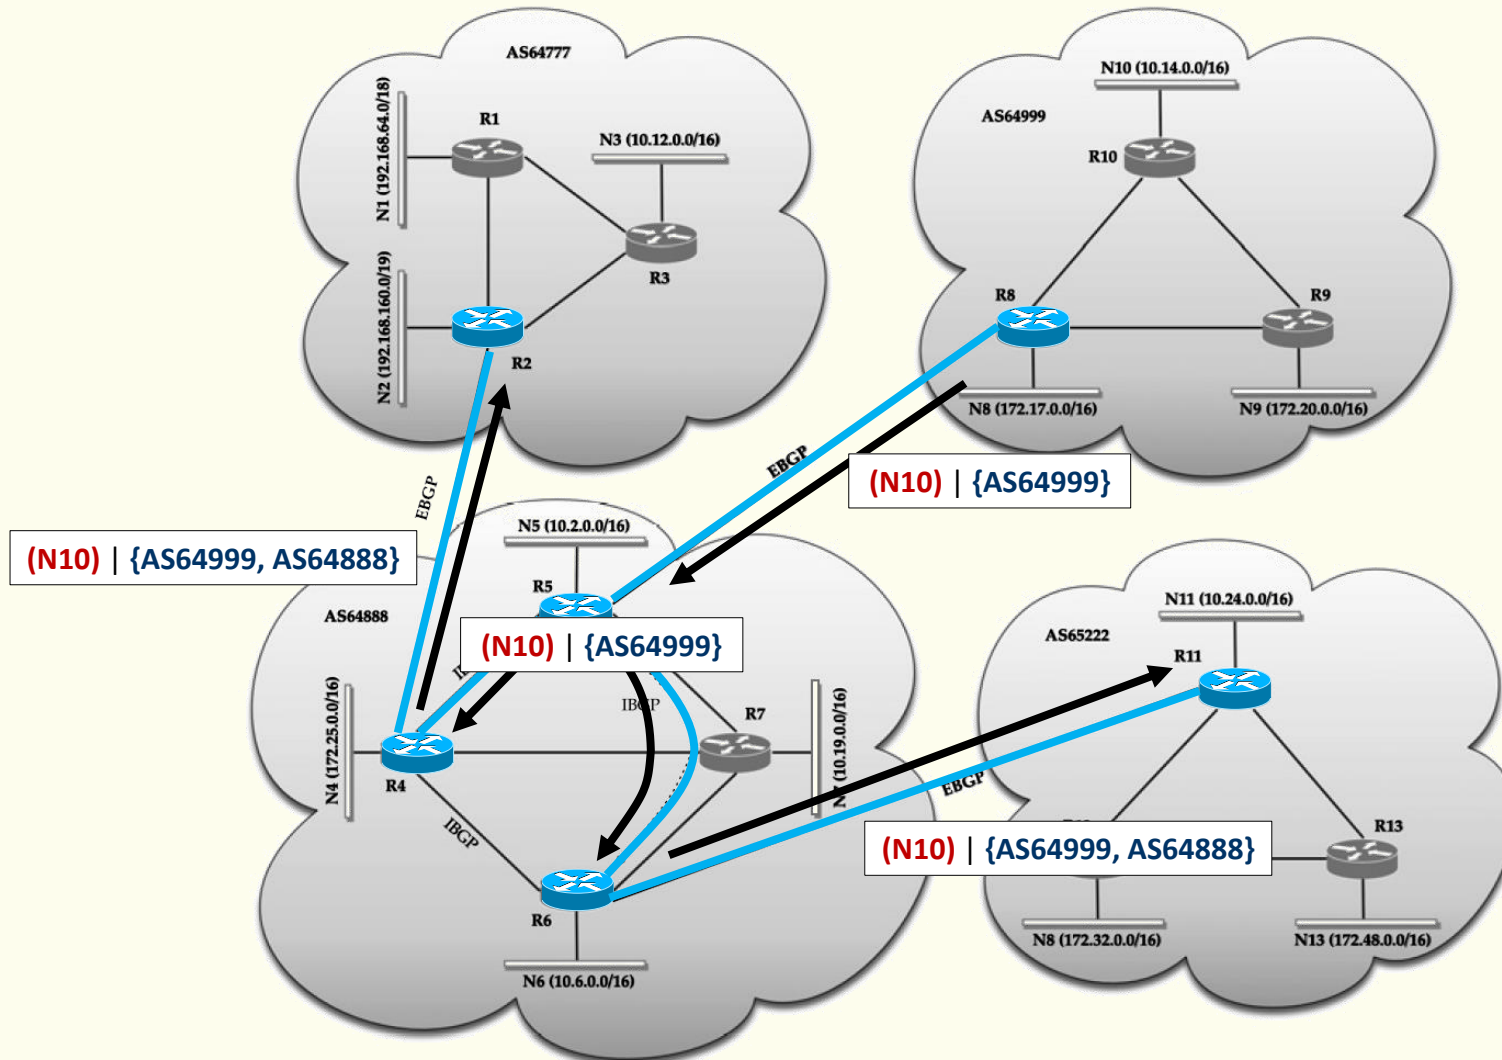 AS64777
N1 (192.168.64.0/18)
R1
N3 (10.12.0.0/16)
R3
N2 (192.168.160.0/19)
R2
N10 (10.14.0.0/16)
AS64999
R10
R8
R9
N8 (172.17.0.0/16)
N9 (172.20.0.0/16)
EBGP
(N10) | {AS64999}
EBGP
(N10) | {AS64999, AS64888}
N5 (10.2.0.0/16)
R5
AS64888
(N10) | {AS64999}
IBGP
N4 (172.25.0.0/16)
R4
R7
N7 (10.19.0.0/16)
IBGP
R6
N6 (10.6.0.0/16)
N11 (10.24.0.0/16)
AS65222
R11
EBGP
(N10) | {AS64999, AS64888}
R13
N8 (172.32.0.0/16)
N13 (172.48.0.0/16)